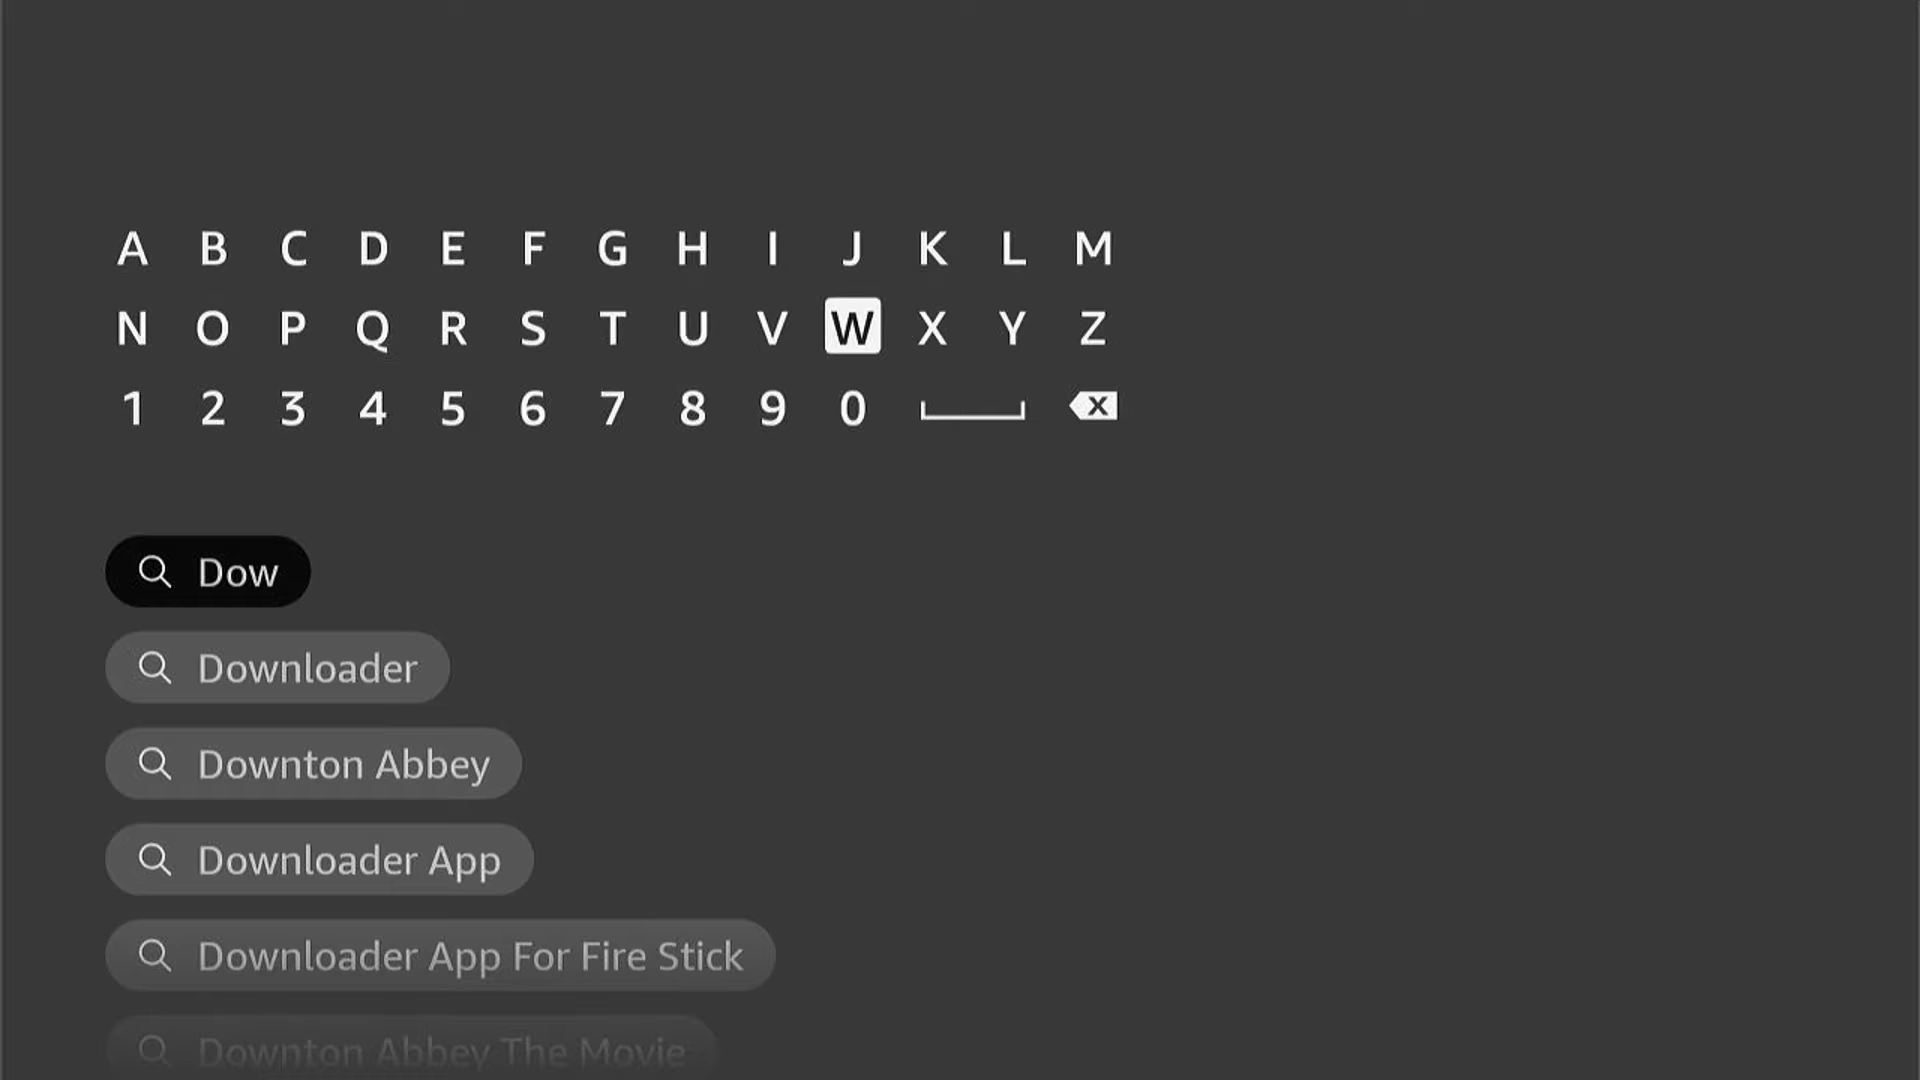 A B C D E F G H I J K L M
N O P Q R S T U V W X Y Z
1 2 3 4 5 6 7 8 9 0
Dow
Downloader
Downton Abbey
Downloader App
Downloader App For Fire Stick
Downton Abbey The Movie